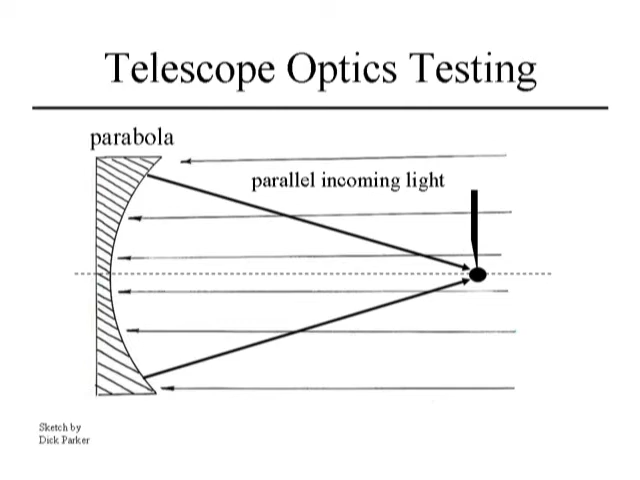 Telescope Optics Testing
parabola
parallel incoming light
Sketch by
Dick Parker